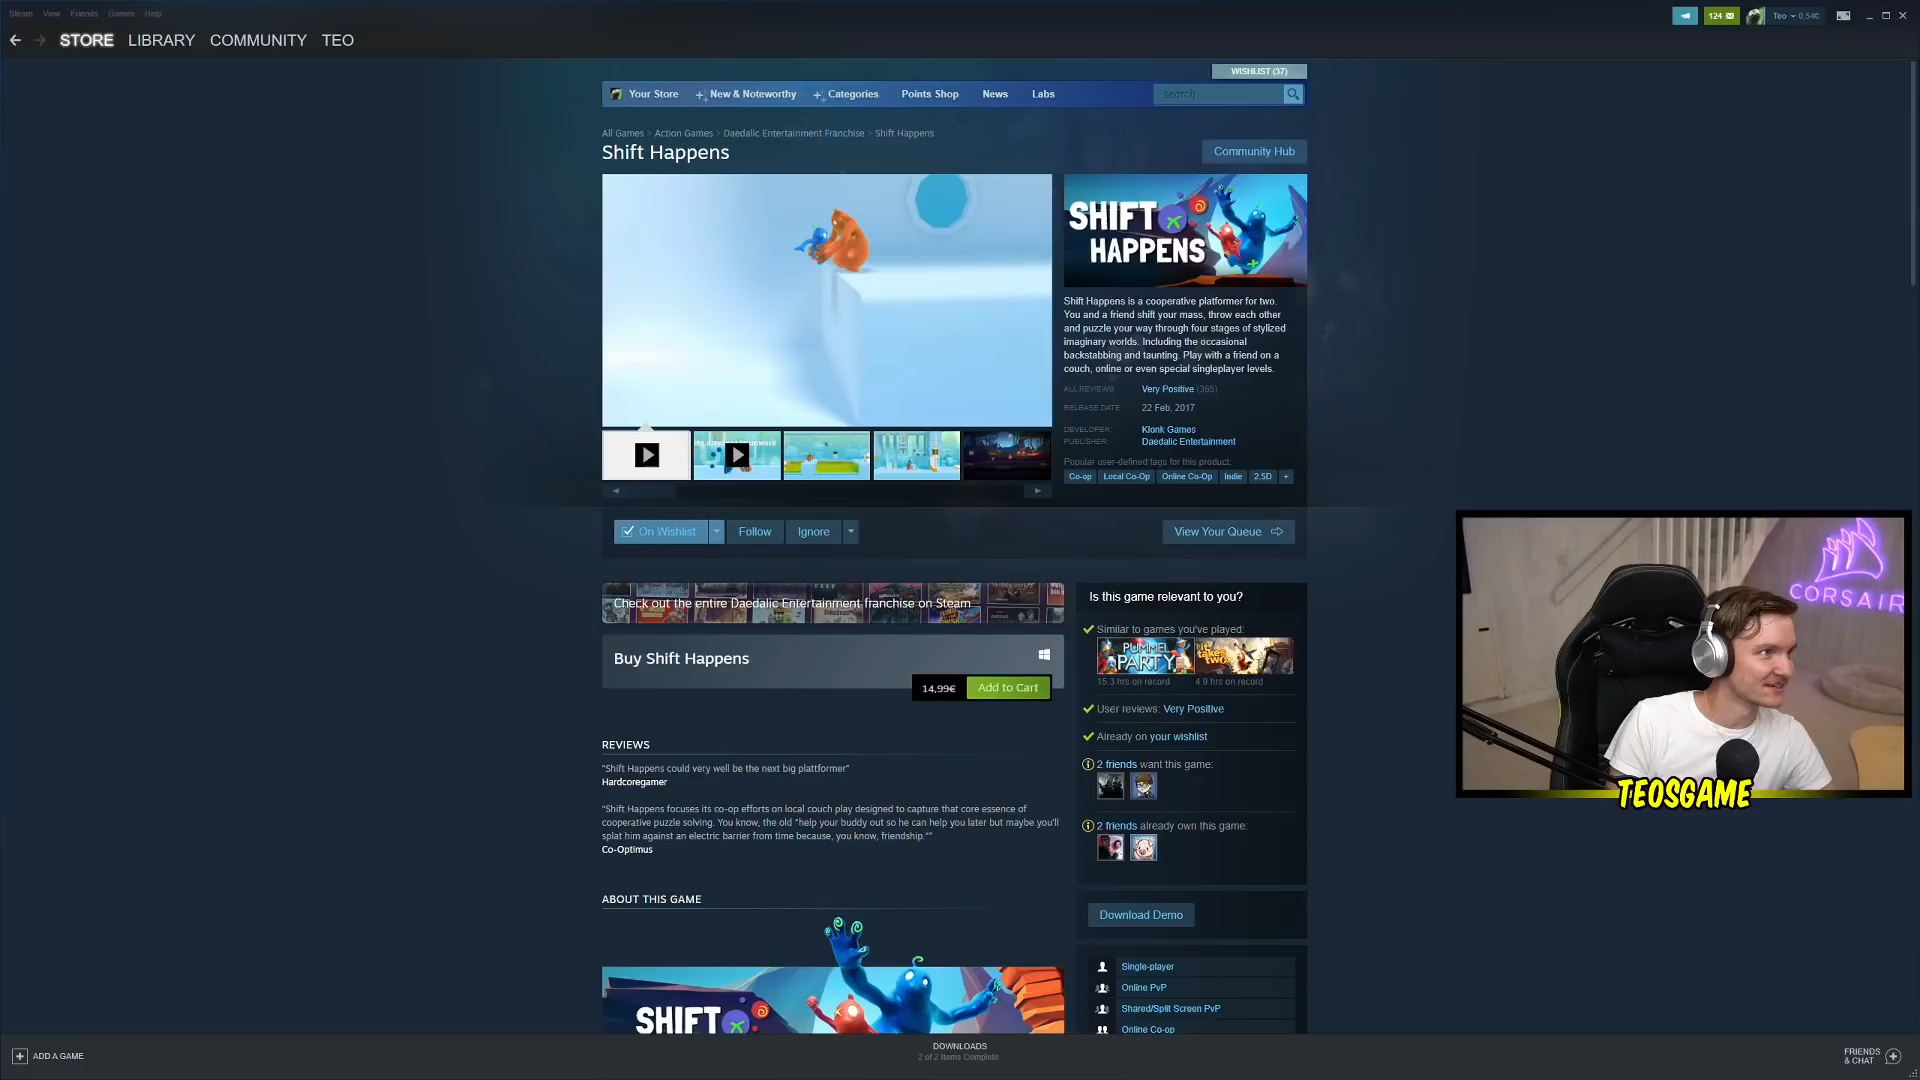 Steam View Friends Games Help
124
Teo
0,54€
STORE LIBRARY COMMUNITY TEO
WISHLIST (37)
Your Store New & Noteworthy Categories Points Shop News Labs
search
All Games > Action Games > Daedalic Entertainment Franchise > Shift Happens
Shift Happens
Community Hub
SHIFT
HAPPENS
Shift Happens is a cooperative platformer for two.
You and a friend shift your mass, throw each other
and puzzle your way through four stages of stylized
imaginary worlds. Including the occasional
backstabbing and taunting. Play with a friend on a
couch, online or even special singleplayer levels.
ALL REVIEWS: Very Positive (365)
RELEASE DATE: 22 Feb, 2017
DEVELOPER: Klonk Games
PUBLISHER: Daedalic Entertainment
Popular user-defined tags for this product:
Co-op Local Co-Op Online Co-Op Indie 2.5D +
On Wishlist Follow Ignore
View Your Queue
Check out the entire Daedalic Entertainment franchise on Steam
Buy Shift Happens
14,99€ Add to Cart
Is this game relevant to you?
Similar to games you've played:
PUMMEL
PARTY
it
takes
two
15.3 hrs on record 4.9 hrs on record
User reviews: Very Positive
Already on your wishlist
2 friends want this game:
2 friends already own this game:
REVIEWS
"Shift Happens could very well be the next big plattformer"
Hardcoregamer
"Shift Happens focuses its co-op efforts on local couch play designed to capture that core essence of
cooperative puzzle solving. You know, the old "help your buddy out so he can help you later but maybe you'll
splat him against an electric barrier from time because, you know, friendship.""
Co-Optimus
ABOUT THIS GAME
SHIFT
Download Demo
Single-player
Online PvP
Shared/Split Screen PvP
Online Co-op
CORSAIR
TEOSGAME
ADD A GAME
DOWNLOADS
2 of 2 Items Complete
FRIENDS
& CHAT